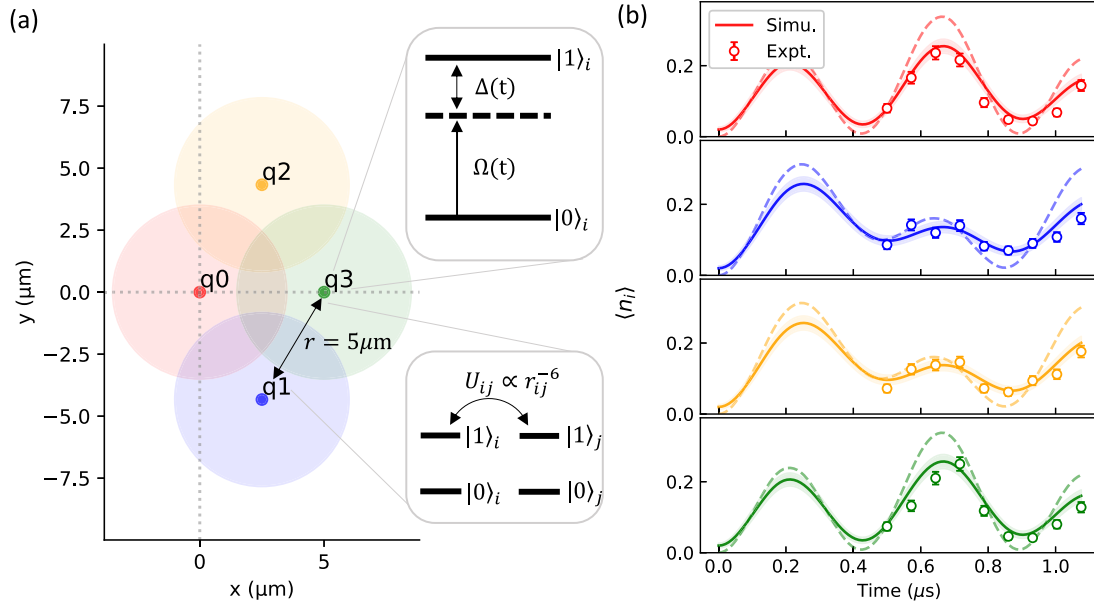 (a)
y (μm)
7.5
5.0
2.5
0.0
−2.5
−5.0
−7.5
0
5
x (μm)
q2
q0
q3
q1
r = 5μm
|1⟩ᵢ
Δ(t)
Ω(t)
|0⟩ᵢ
Uᵢⱼ ∝ rᵢⱼ⁻⁶
|1⟩ᵢ |1⟩ⱼ
|0⟩ᵢ |0⟩ⱼ
(b)
Simu.
Expt.
⟨nᵢ⟩
0.2
0.0
0.2
0.0
0.2
0.0
0.2
0.0
0.0 0.2 0.4 0.6 0.8 1.0
Time (μs)